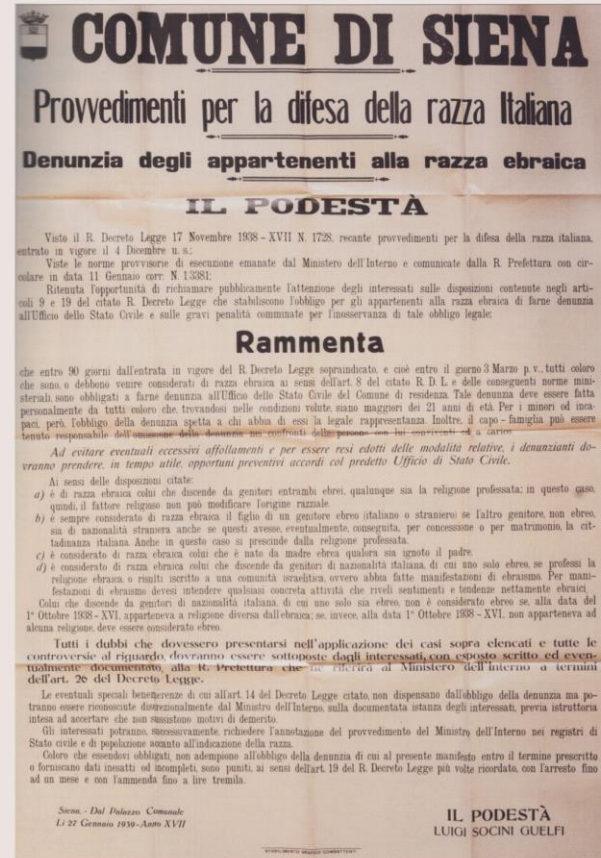 COMUNE DI SIENA
Provvedimenti per la difesa della razza Italiana
Denunzia degli appartenenti alla razza ebraica
IL PODESTÀ
Visto il R. Decreto Legge 17 Novembre 1938 - XVII N. 1728, recante provvedimenti per la difesa della razza italiana,
entrato in vigore il 4 Dicembre u. s.;
Viste le norme provvisorie di esecuzione emanate dal Ministero dell'Interno e comunicate dalla R. Prefettura con cir-
colare in data 11 Gennaio corr. N. 13381;
Ritenuta l'opportunità di richiamare pubblicamente l'attenzione degli interessati sulle disposizioni contenute negli arti-
coli 9 e 19 del citato R. Decreto Legge che stabiliscono l'obbligo per gli appartenenti alla razza ebraica di farne denunzia
all'Ufficio dello Stato Civile e sulle gravi penalità comminate per l'inosservanza di tale obbligo legale;
Rammenta
che entro 90 giorni dall'entrata in vigore del R. Decreto Legge sopraindicato, e cioè entro il giorno 3 Marzo p. v., tutti coloro
che sono, o debbono venire considerati di razza ebraica ai sensi dell'art. 8 del citato R. D. L. e delle conseguenti norme mini-
steriali, sono obbligati a farne denunzia all'Ufficio dello Stato Civile del Comune di residenza. Tale denunzia deve essere fatta
personalmente da tutti coloro che, trovandosi nelle condizioni volute, siano maggiori dei 21 anni di età. Per i minori od inca-
paci, però, l'obbligo della denunzia spetta a chi abbia di essi la legale rappresentanza. Inoltre, il capo-famiglia può essere
tenuto responsabile dell'omissione della denunzia nei confronti delle persone con lui conviventi ed a carico.
Ad evitare eventuali eccessivi affollamenti e per essere resi edotti delle modalità relative, i denunzianti do-
vranno prendere, in tempo utile, opportuni preventivi accordi col predetto Ufficio di Stato Civile.
Ai sensi delle disposizioni citate:
a) è di razza ebraica colui che discende da genitori entrambi ebrei, qualunque sia la religione professata; in questo caso,
quindi, il fattore religioso non può modificare l'origine razziale.
b) è sempre considerato di razza ebraica il figlio di un genitore ebreo (italiano o straniero) se l'altro genitore, non ebreo,
sia di nazionalità straniera anche se questi avesse, eventualmente, conseguita, per concessione o per matrimonio, la cit-
tadinanza italiana. Anche in questo caso si prescinde dalla religione professata.
c) è considerato di razza ebraica colui che è nato da madre ebrea qualora sia ignoto il padre.
d) è considerato di razza ebraica colui che discende da genitori di nazionalità italiana, di cui uno solo ebreo, se professi la
religione ebraica o risulti iscritto a una comunità israelitica, ovvero abbia fatte manifestazioni di ebraismo. Per mani-
festazioni di ebraismo devesi intendere qualsiasi concreta attività che riveli sentimenti e tendenze nettamente ebraici.
Colui che discende da genitori di nazionalità italiana, di cui uno solo sia ebreo, non è considerato ebreo se, alla data del
1° Ottobre 1938 - XVI, apparteneva a religione diversa dall'ebraica; se, invece, alla data 1° Ottobre 1938 - XVI, non apparteneva ad
alcuna religione, deve essere considerato ebreo.
Tutti i dubbi che dovessero presentarsi nell'applicazione dei casi sopra elencati e tutte le
controversie al riguardo, dovranno essere sottoposte dagli interessati, con esposto scritto ed even-
tualmente documentato, alla R. Prefettura che ne riferirà al Ministero dell'Interno a termini
dell'art. 26 del Decreto Legge.
Le eventuali speciali benemerenze di cui all'art. 14 del Decreto Legge citato, non dispensano dall'obbligo della denunzia ma po-
tranno essere riconosciute discrezionalmente dal Ministro dell'Interno, sulla documentata istanza degli interessati, previa istruttoria
intesa ad accertare che non sussistono motivi di demerito.
Gli interessati potranno, successivamente, richiedere l'annotazione del provvedimento del Ministro dell'Interno nei registri di
Stato civile e di popolazione accanto all'indicazione della razza.
Coloro che essendovi obbligati, non adempiono all'obbligo della denunzia di cui al presente manifesto entro il termine prescritto
o forniscano dati inesatti od incompleti, sono puniti, ai sensi dell'art. 19 del R. Decreto Legge più volte ricordato, con l'arresto fino
ad un mese e con l'ammenda fino a lire tremila.
Siena - Dal Palazzo Comunale
Li 27 Gennaio 1939 - Anno XVII
IL PODESTÀ
LUIGI SOCINI GUELFI